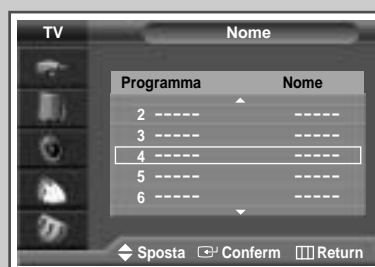 TV Nome
Programma Nome
2 ----- -----
3 ----- -----
4 ----- -----
5 ----- -----
6 ----- -----
Sposta Conferm Return